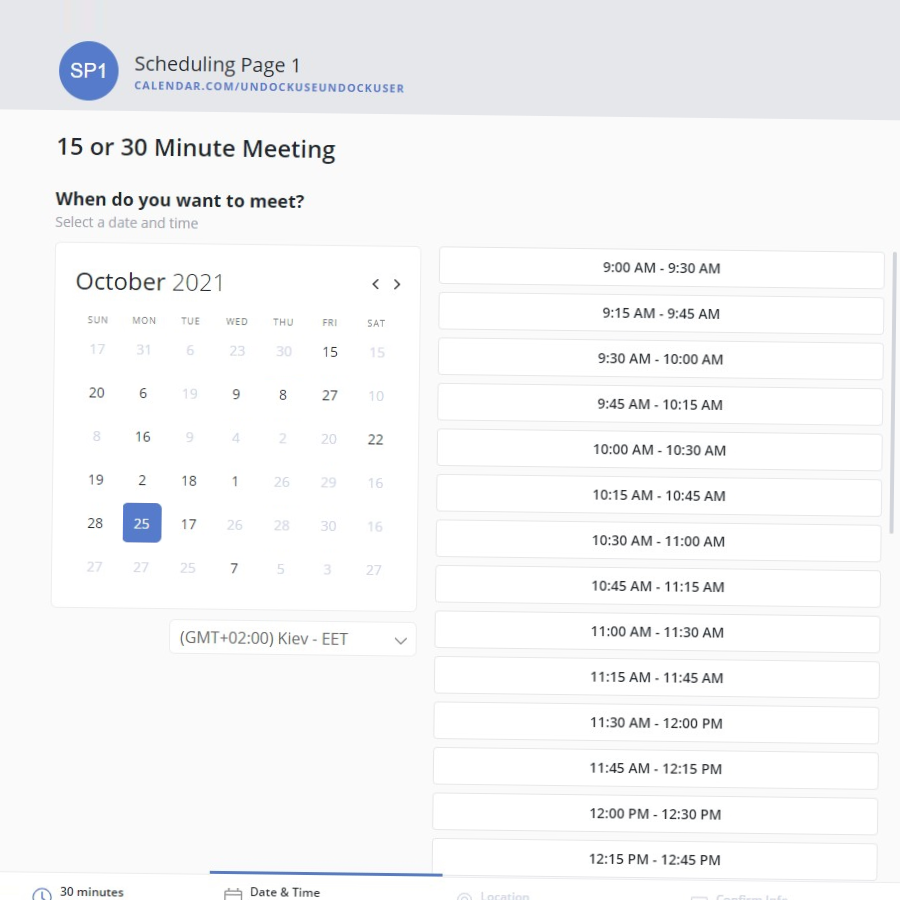 SP1
Scheduling Page 1
CALENDAR.COM/UNDOCKUSEUNDOCKUSER
15 or 30 Minute Meeting
When do you want to meet?
Select a date and time
October 2021
SUN MON TUE WED THU FRI SAT
17 31 6 23 30 15 15
20 6 19 9 8 27 10
8 16 9 4 2 20 22
19 2 18 1 26 29 16
28 25 17 26 28 30 16
27 27 25 7 5 3 27
(GMT+02:00) Kiev - EET
9:00 AM - 9:30 AM
9:15 AM - 9:45 AM
9:30 AM - 10:00 AM
9:45 AM - 10:15 AM
10:00 AM - 10:30 AM
10:15 AM - 10:45 AM
10:30 AM - 11:00 AM
10:45 AM - 11:15 AM
11:00 AM - 11:30 AM
11:15 AM - 11:45 AM
11:30 AM - 12:00 PM
11:45 AM - 12:15 PM
12:00 PM - 12:30 PM
12:15 PM - 12:45 PM
30 minutes
Date & Time
Location
Confirm Info